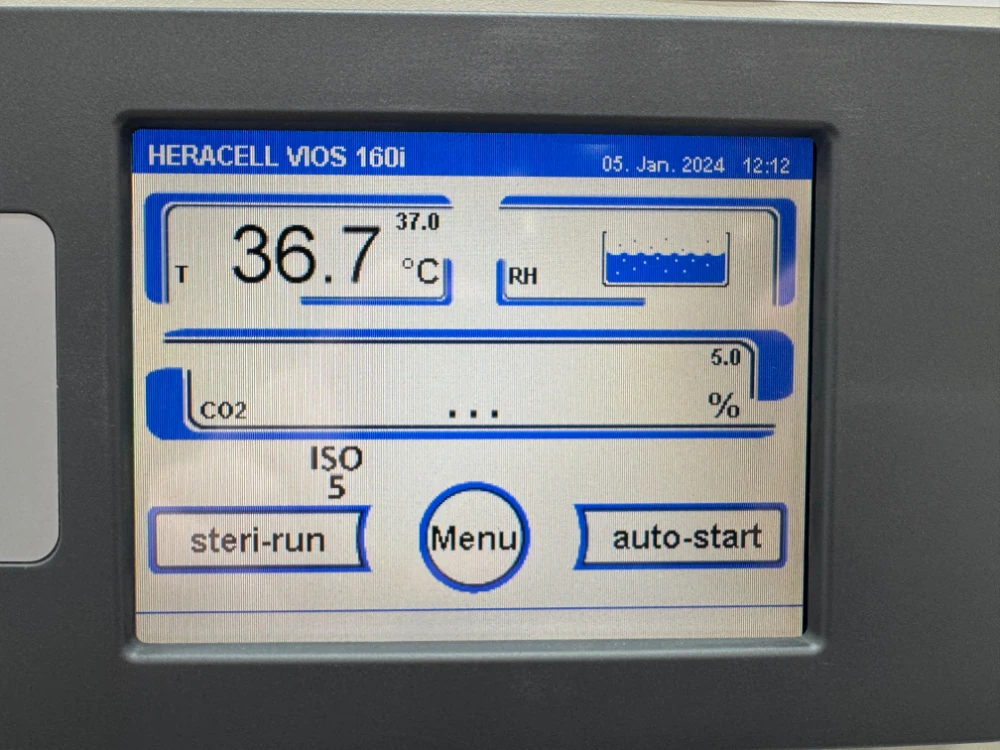 HERACELL VIOS 160i
05. Jan. 2024 12:12
37.0
T 36.7 °C
RH
5.0
CO2 ... %
ISO
5
steri-run
Menu
auto-start